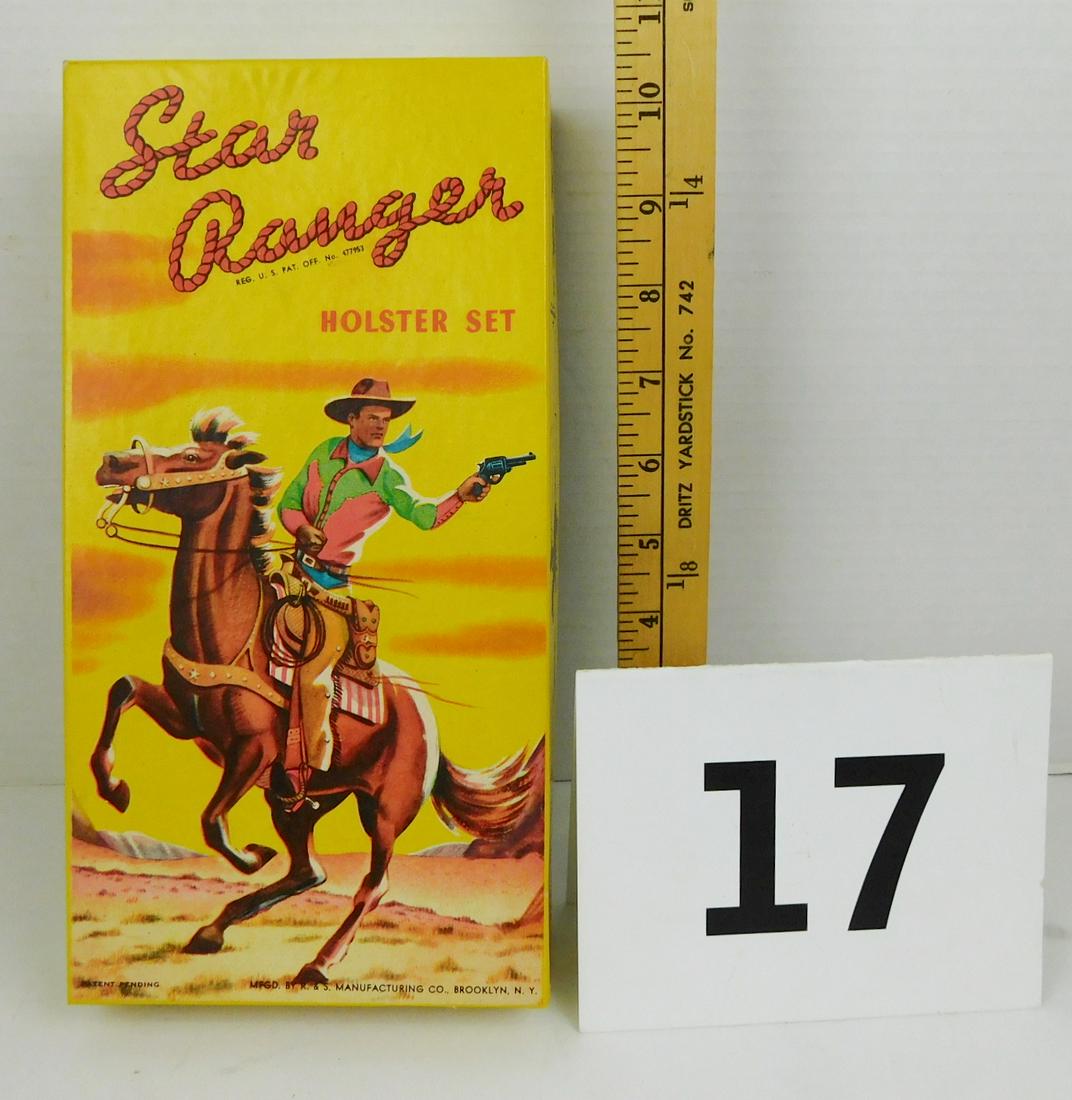 Star
Ranger
REG. U. S. PAT. OFF. No. 477953
HOLSTER SET
PATENT PENDING
MFGD. BY R. & S. MANUFACTURING CO., BROOKLYN, N. Y.
11
10
9
8
7
6
5
4
1/4
1/8
DRITZ YARDSTICK No. 742
17